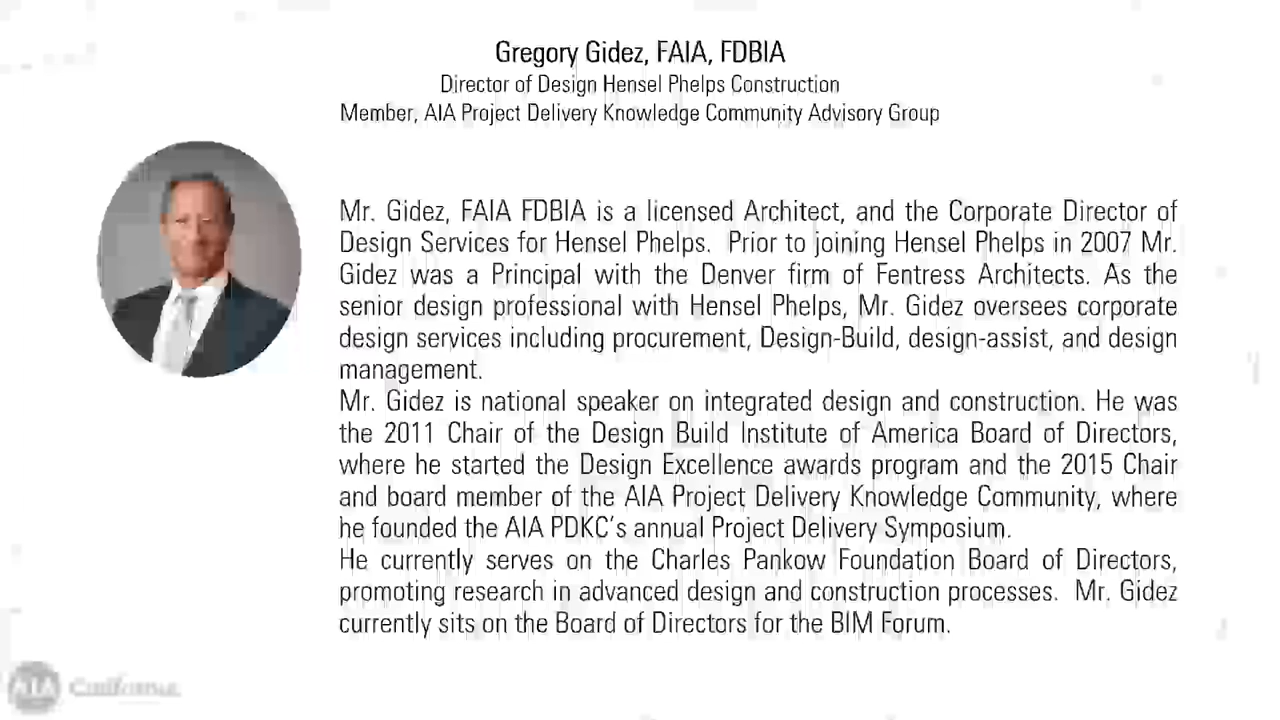 Gregory Gidez, FAIA, FDBIA
Director of Design Hensel Phelps Construction
Member, AIA Project Delivery Knowledge Community Advisory Group
Mr. Gidez, FAIA FDBIA is a licensed Architect, and the Corporate Director of
Design Services for Hensel Phelps. Prior to joining Hensel Phelps in 2007 Mr.
Gidez was a Principal with the Denver firm of Fentress Architects. As the
senior design professional with Hensel Phelps, Mr. Gidez oversees corporate
design services including procurement, Design-Build, design-assist, and design
management.
Mr. Gidez is national speaker on integrated design and construction. He was
the 2011 Chair of the Design Build Institute of America Board of Directors,
where he started the Design Excellence awards program and the 2015 Chair
and board member of the AIA Project Delivery Knowledge Community, where
he founded the AIA PDKC's annual Project Delivery Symposium.
He currently serves on the Charles Pankow Foundation Board of Directors,
promoting research in advanced design and construction processes. Mr. Gidez
currently sits on the Board of Directors for the BIM Forum.
AIA California